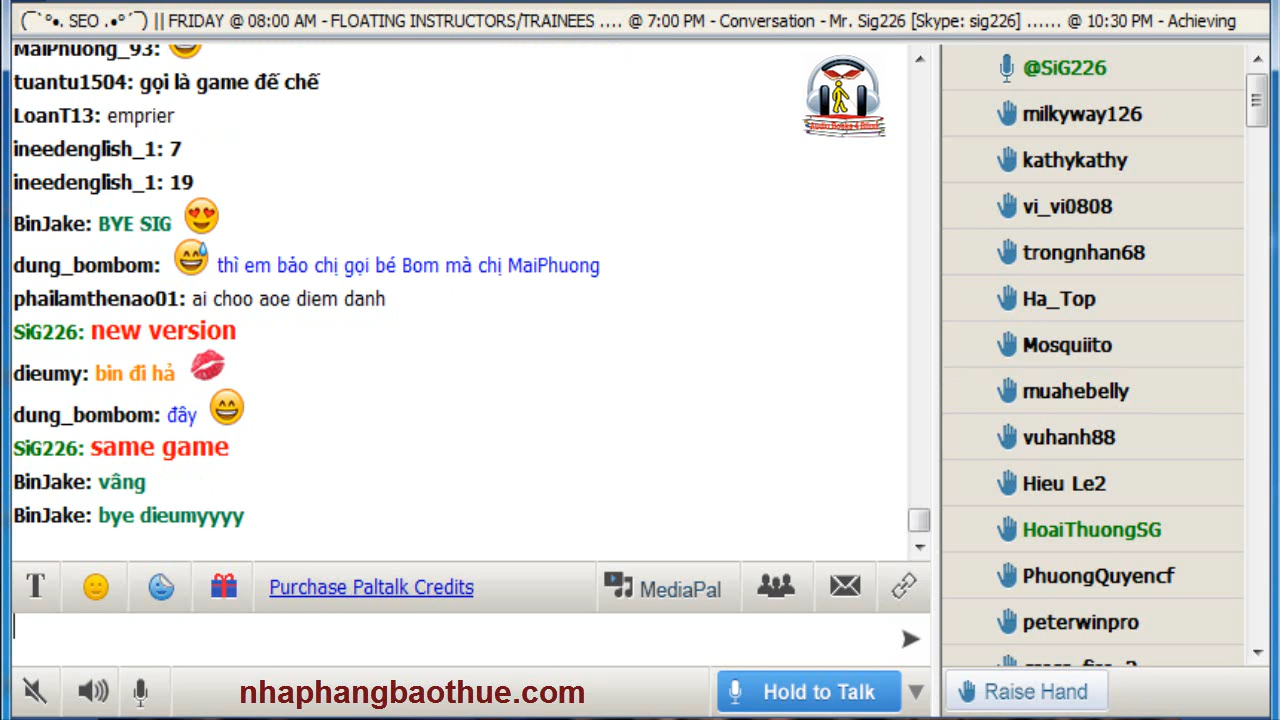 (¯`°•. SEO .•°´¯) || FRIDAY @ 08:00 AM - FLOATING INSTRUCTORS/TRAINEES .... @ 7:00 PM - Conversation - Mr. Sig226 [Skype: sig226] ...... @ 10:30 PM - Achieving
MaiPhuong_93:
tuantu1504: gọi là game đế chế
LoanT13: emprier
ineedenglish_1: 7
ineedenglish_1: 19
BinJake: BYE SIG
dung_bombom: thì em bảo chị gọi bé Bom mà chị MaiPhuong
phailamthenao01: ai choo aoe diem danh
SiG226: new version
dieumy: bin đi hả
dung_bombom: đây
SiG226: same game
BinJake: vâng
BinJake: bye dieumyyyy
@SiG226
milkyway126
kathykathy
vi_vi0808
trongnhan68
Ha_Top
Mosquiito
muahebelly
vuhanh88
Hieu Le2
HoaiThuongSG
PhuongQuyencf
peterwinpro
T
Purchase Paltalk Credits
MediaPal
nhaphangbaothue.com
Hold to Talk
Raise Hand